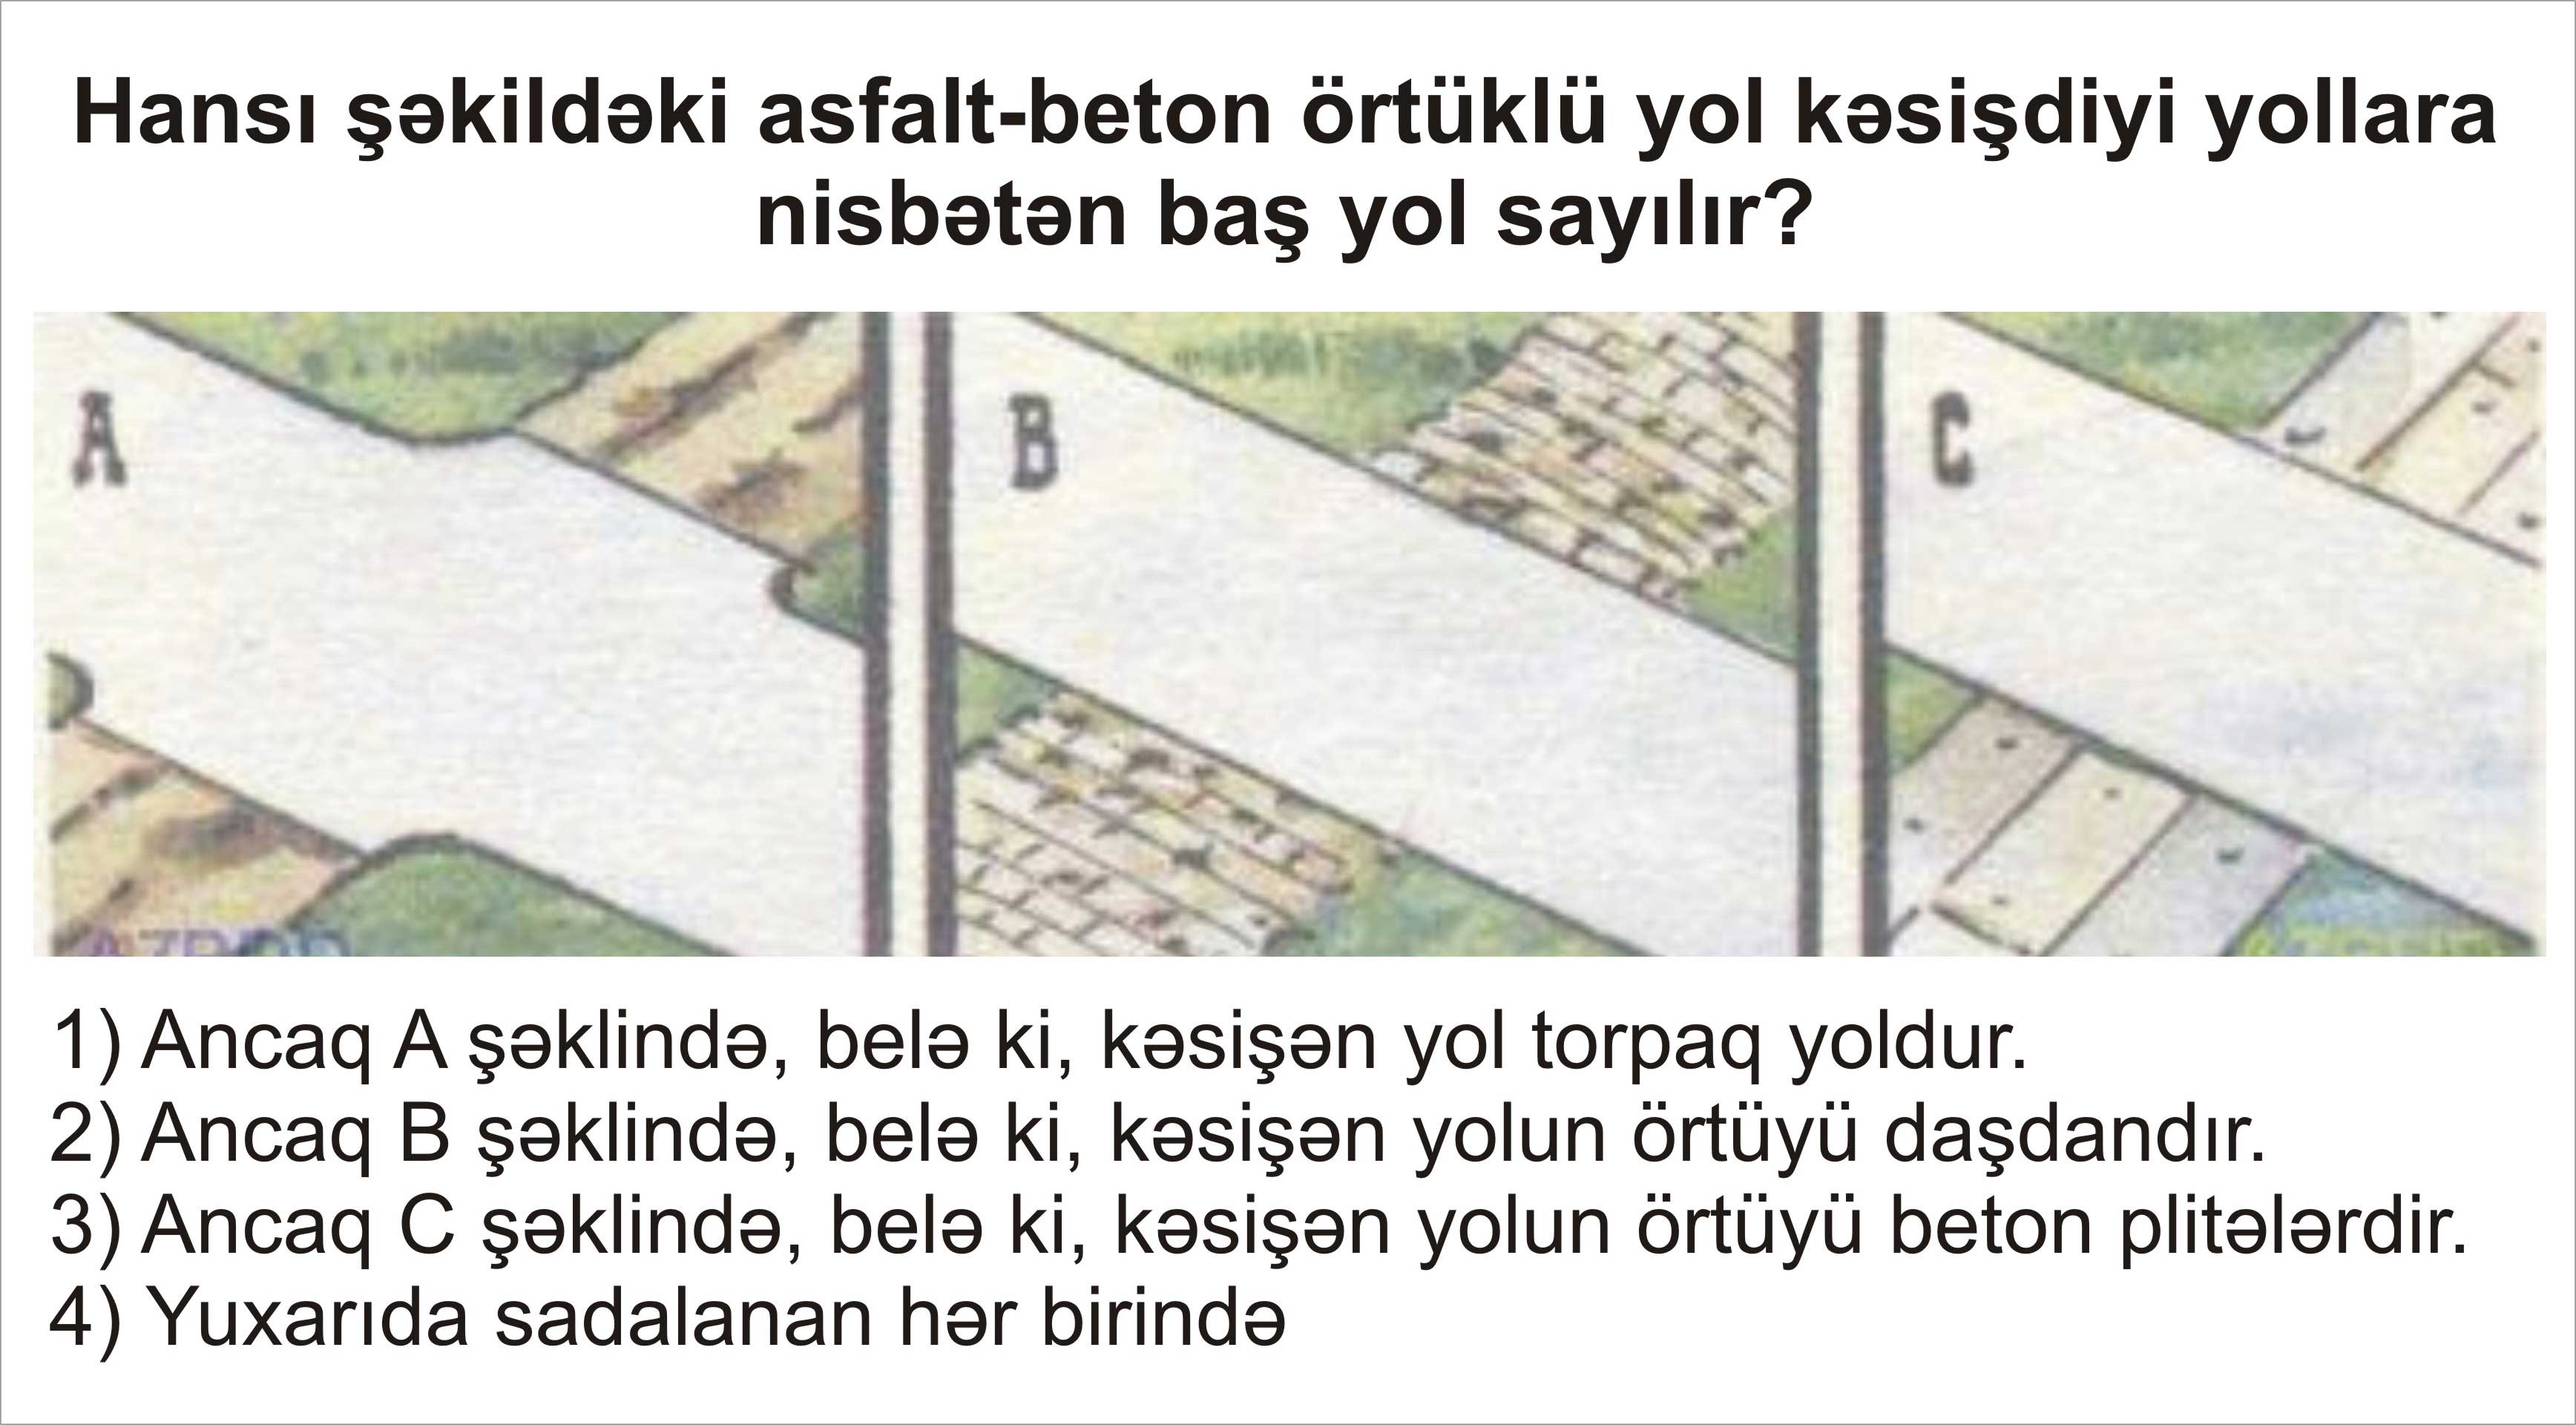 Hansı şəkildəki asfalt-beton örtüklü yol kəsişdiyi yollara
nisbətən baş yol sayılır?
A
B
C
1) Ancaq A şəklində, belə ki, kəsişən yol torpaq yoldur.
2) Ancaq B şəklində, belə ki, kəsişən yolun örtüyü daşdandır.
3) Ancaq C şəklində, belə ki, kəsişən yolun örtüyü beton plitələrdir.
4) Yuxarıda sadalanan hər birində